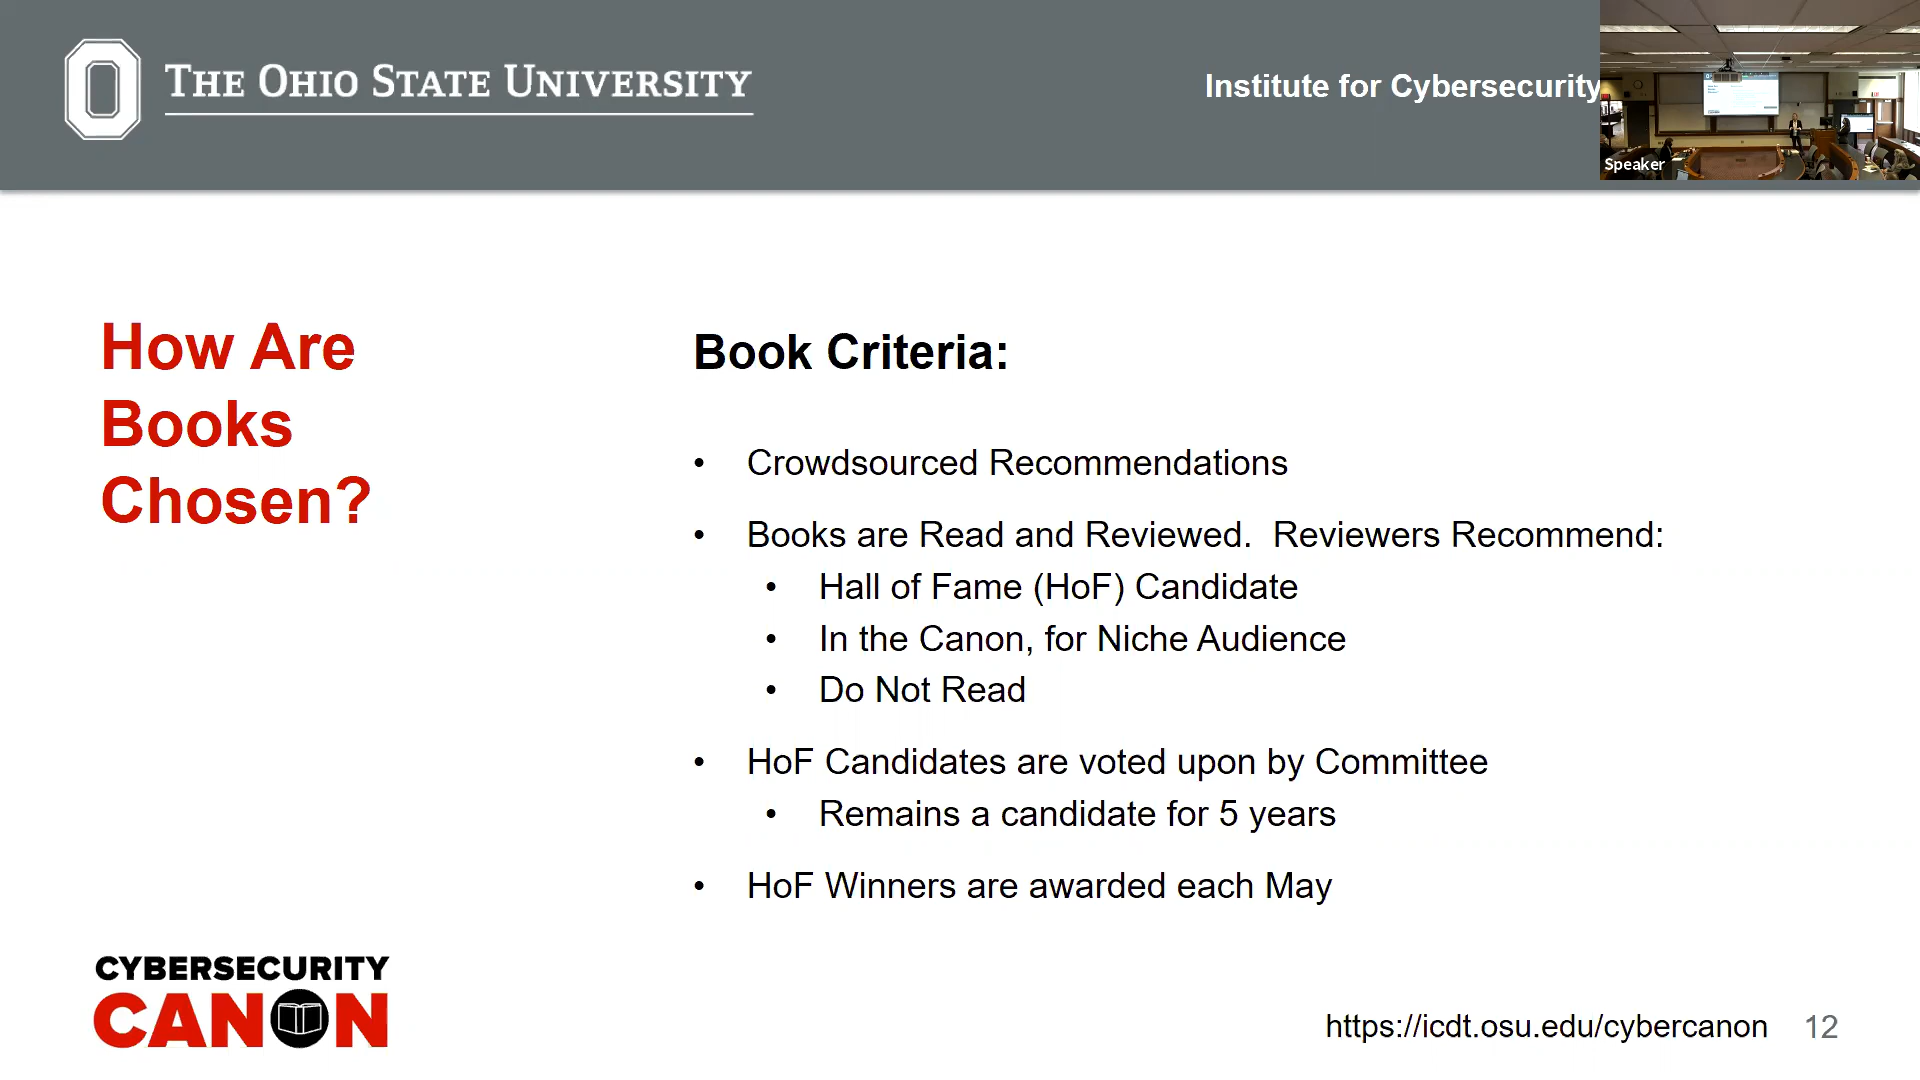 THE OHIO STATE UNIVERSITY
Institute for Cybersecurity
Speaker
How Are
Books
Chosen?
Book Criteria:
• Crowdsourced Recommendations
• Books are Read and Reviewed.  Reviewers Recommend:
• Hall of Fame (HoF) Candidate
• In the Canon, for Niche Audience
• Do Not Read
• HoF Candidates are voted upon by Committee
• Remains a candidate for 5 years
• HoF Winners are awarded each May
CYBERSECURITY
CANON
https://icdt.osu.edu/cybercanon 12